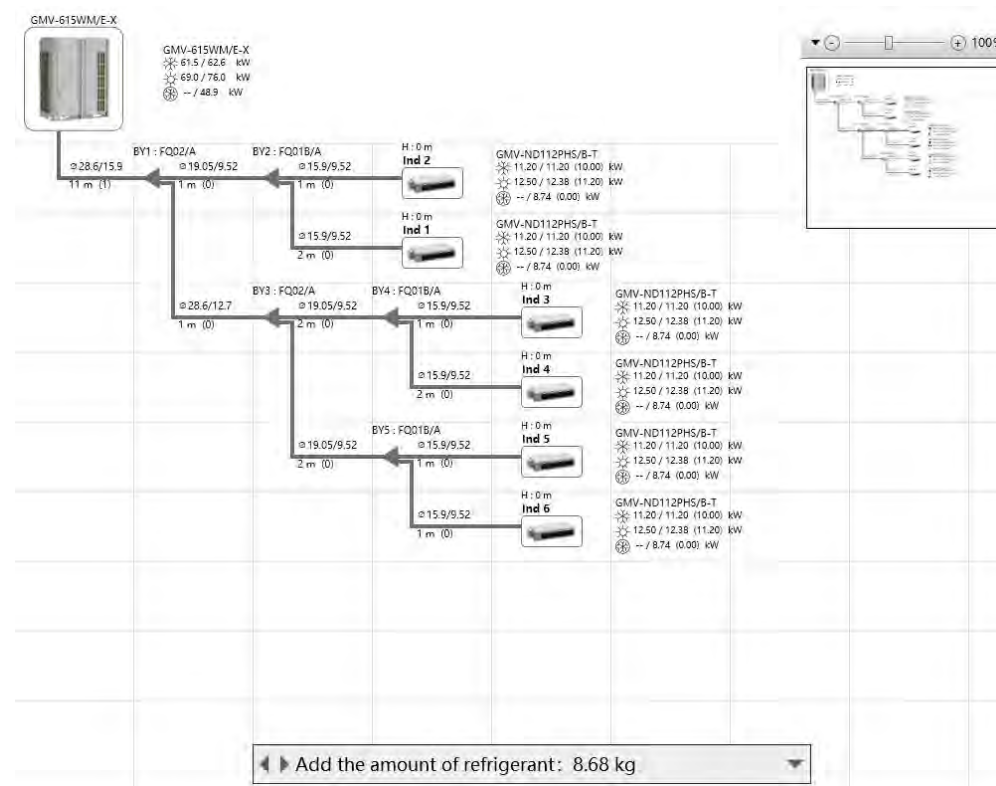 GMV-615WM/E-X
GMV-615WM/E-X
61.5 / 62.6 kW
69.0 / 76.0 kW
-- / 48.9 kW
100%
BY1 : FQ02/A
BY2 : FQ01B/A
H : 0 m
Ind 2
GMV-ND112PHS/B-T
11.20 / 11.20 (10.00) kW
12.50 / 12.38 (11.20) kW
-- / 8.74 (0.00) kW
⌀28.6/15.9
11 m (1)
⌀19.05/9.52
1 m (0)
⌀15.9/9.52
1 m (0)
H : 0 m
Ind 1
GMV-ND112PHS/B-T
11.20 / 11.20 (10.00) kW
12.50 / 12.38 (11.20) kW
-- / 8.74 (0.00) kW
⌀15.9/9.52
2 m (0)
BY3 : FQ02/A
BY4 : FQ01B/A
H : 0 m
Ind 3
GMV-ND112PHS/B-T
11.20 / 11.20 (10.00) kW
12.50 / 12.38 (11.20) kW
-- / 8.74 (0.00) kW
⌀28.6/12.7
1 m (0)
⌀19.05/9.52
2 m (0)
⌀15.9/9.52
1 m (0)
H : 0 m
Ind 4
GMV-ND112PHS/B-T
11.20 / 11.20 (10.00) kW
12.50 / 12.38 (11.20) kW
-- / 8.74 (0.00) kW
⌀15.9/9.52
2 m (0)
BY5 : FQ01B/A
H : 0 m
Ind 5
GMV-ND112PHS/B-T
11.20 / 11.20 (10.00) kW
12.50 / 12.38 (11.20) kW
-- / 8.74 (0.00) kW
⌀19.05/9.52
2 m (0)
⌀15.9/9.52
1 m (0)
H : 0 m
Ind 6
GMV-ND112PHS/B-T
11.20 / 11.20 (10.00) kW
12.50 / 12.38 (11.20) kW
-- / 8.74 (0.00) kW
⌀15.9/9.52
1 m (0)
Add the amount of refrigerant: 8.68 kg